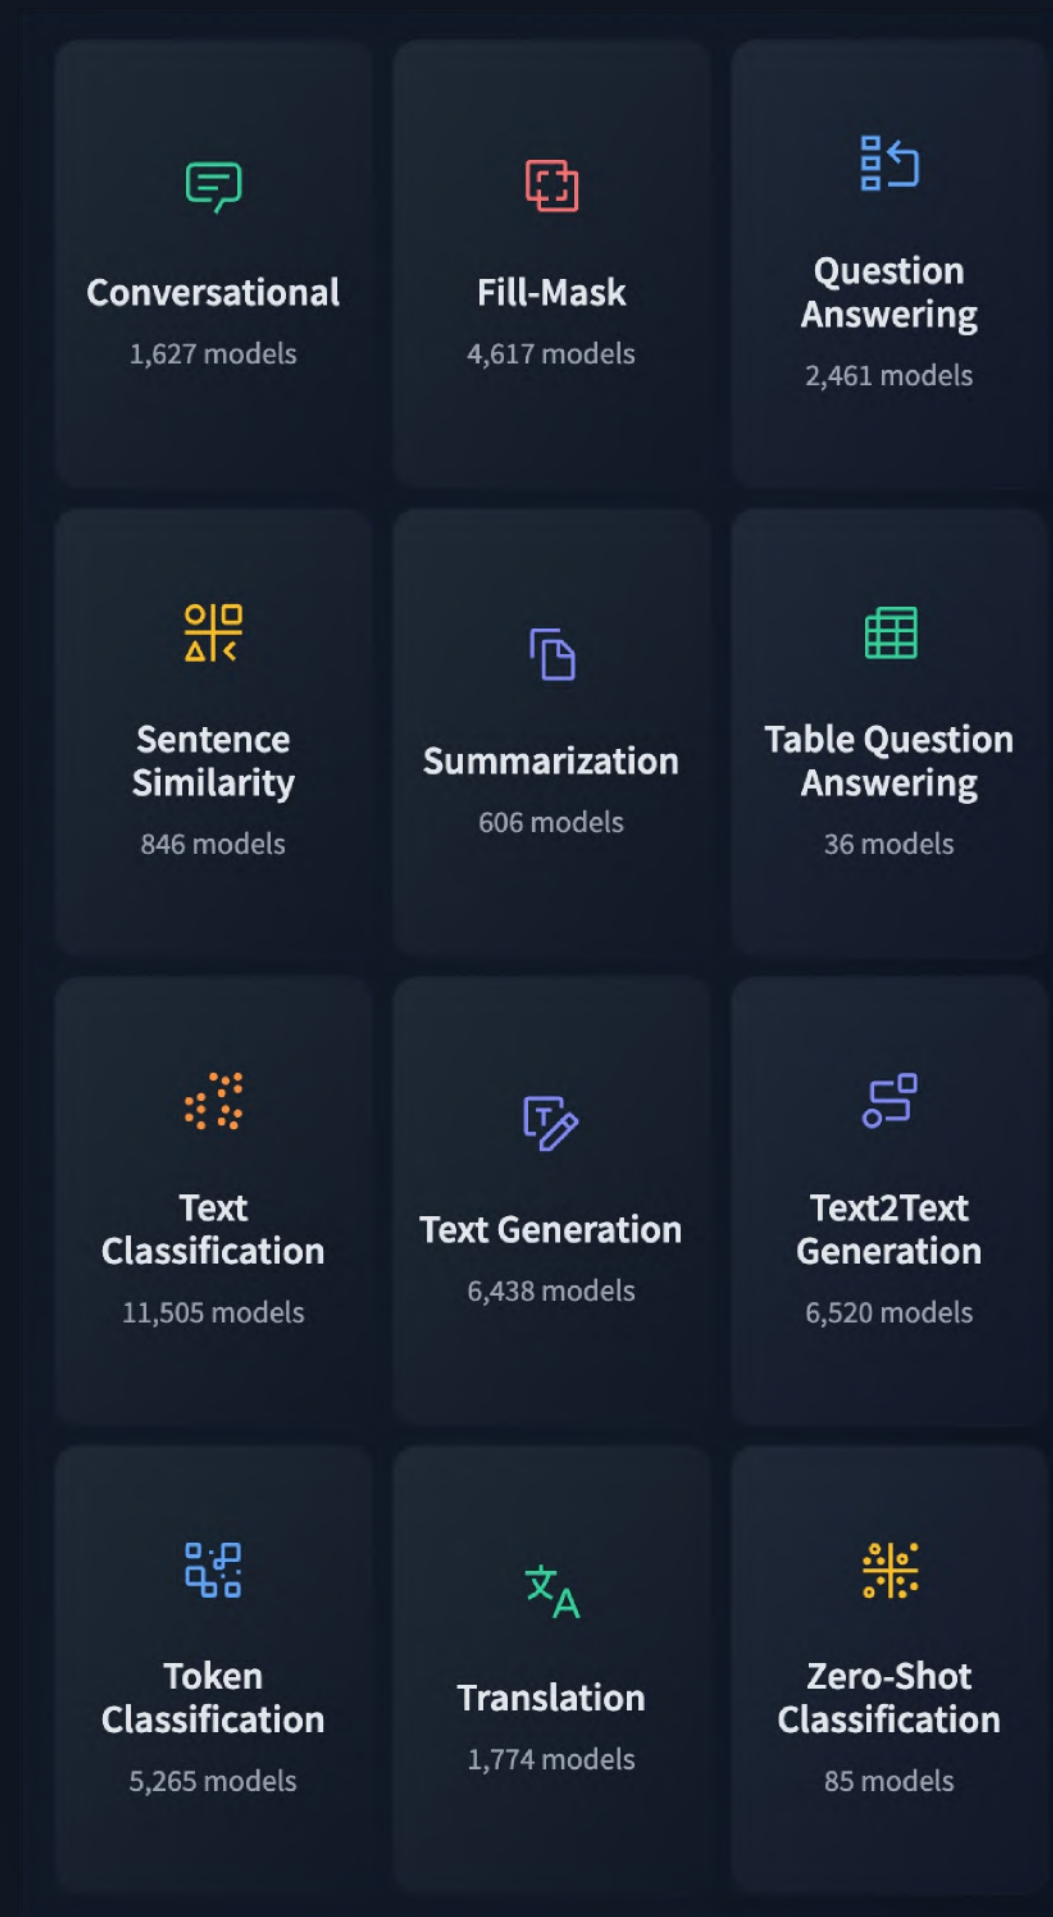 Conversational
1,627 models
Fill-Mask
4,617 models
Question
Answering
2,461 models
Sentence
Similarity
846 models
Summarization
606 models
Table Question
Answering
36 models
Text
Classification
11,505 models
Text Generation
6,438 models
Text2Text
Generation
6,520 models
Token
Classification
5,265 models
文A
Translation
1,774 models
Zero-Shot
Classification
85 models